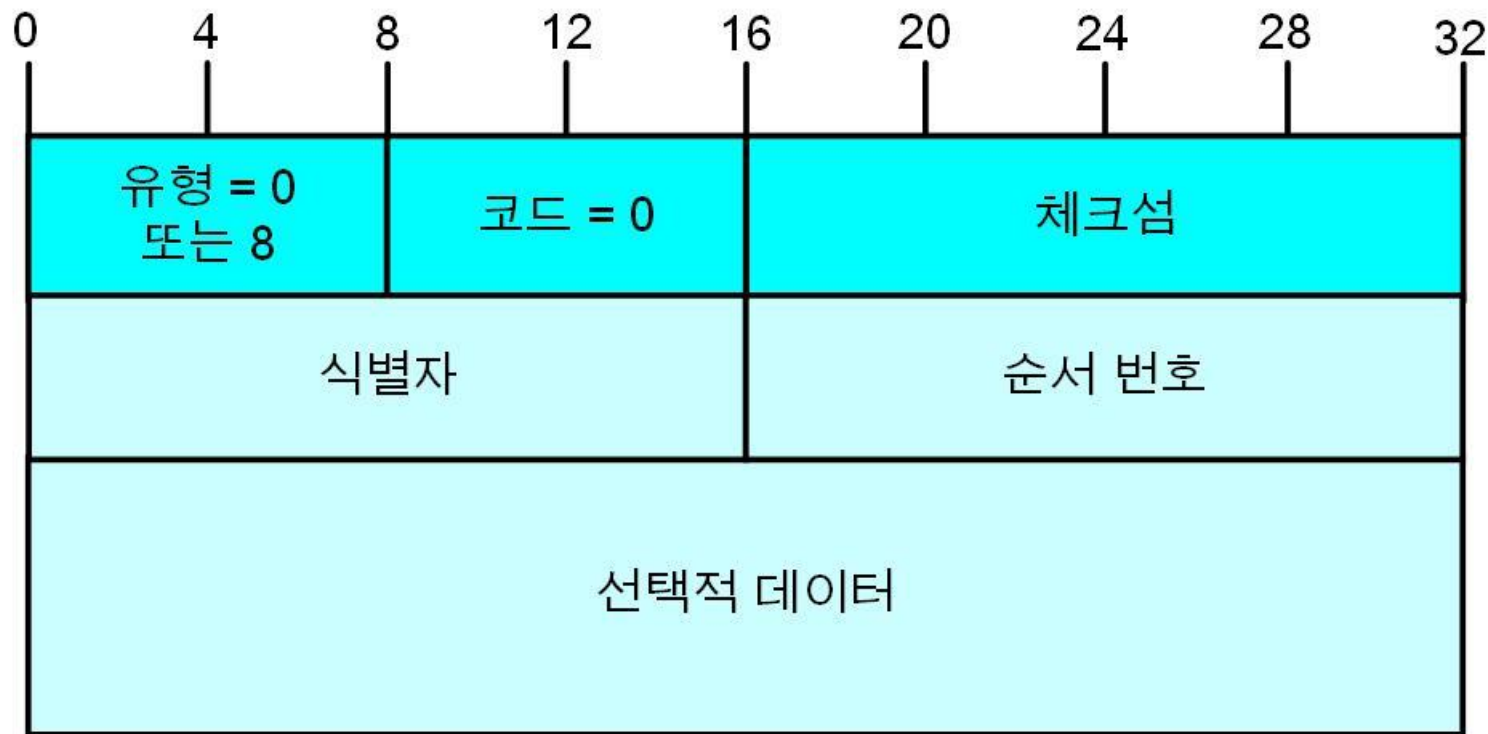 0 4 8 12 16 20 24 28 32
유형 = 0
또는 8
코드 = 0
체크섬
식별자
순서 번호
선택적 데이터